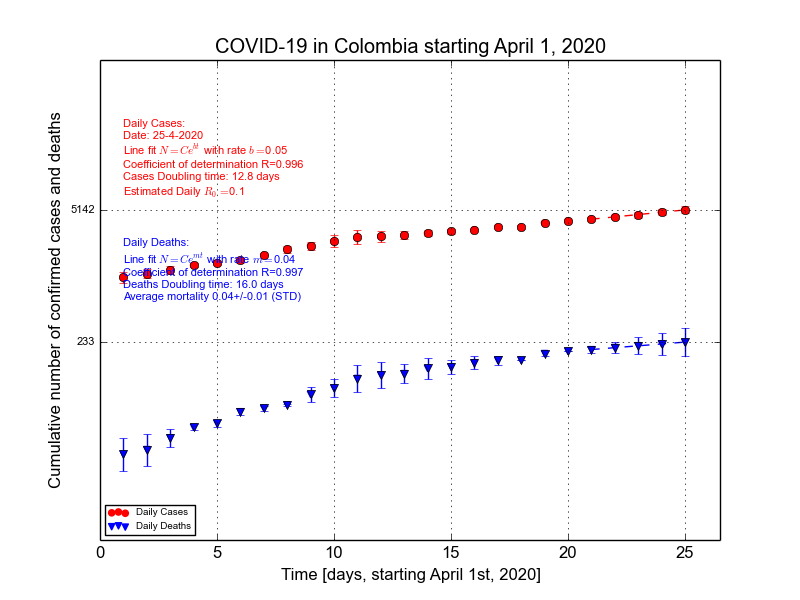 COVID-19 in Colombia starting April 1, 2020
Cumulative number of confirmed cases and deaths
Daily Cases:
Date: 25-4-2020
Line fit N=Ce^{bt} with rate b=0.05
Coefficient of determination R=0.996
Cases Doubling time: 12.8 days
Estimated Daily R_0=0.1
5142
Daily Deaths:
Line fit N=Ce^{mt} with rate m=0.04
Coefficient of determination R=0.997
Deaths Doubling time: 16.0 days
Average mortality 0.04+/-0.01 (STD)
233
Daily Cases
Daily Deaths
0 5 10 15 20 25
Time [days, starting April 1st, 2020]